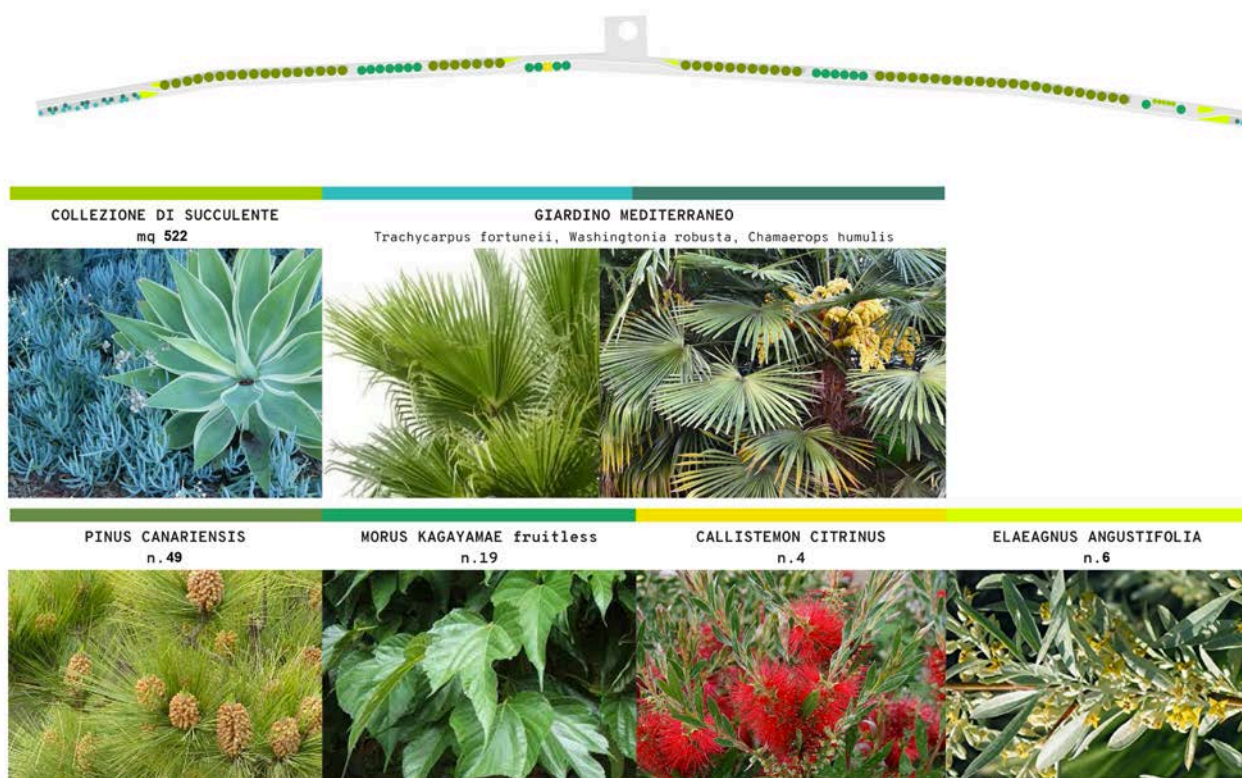 COLLEZIONE DI SUCCULENTE
mq 522
GIARDINO MEDITERRANEO
Trachycarpus fortuneii, Washingtonia robusta, Chamaerops humulis
PINUS CANARIENSIS
n.49
MORUS KAGAYAMAE fruitless
n.19
CALLISTEMON CITRINUS
n.4
ELAEAGNUS ANGUSTIFOLIA
n.6